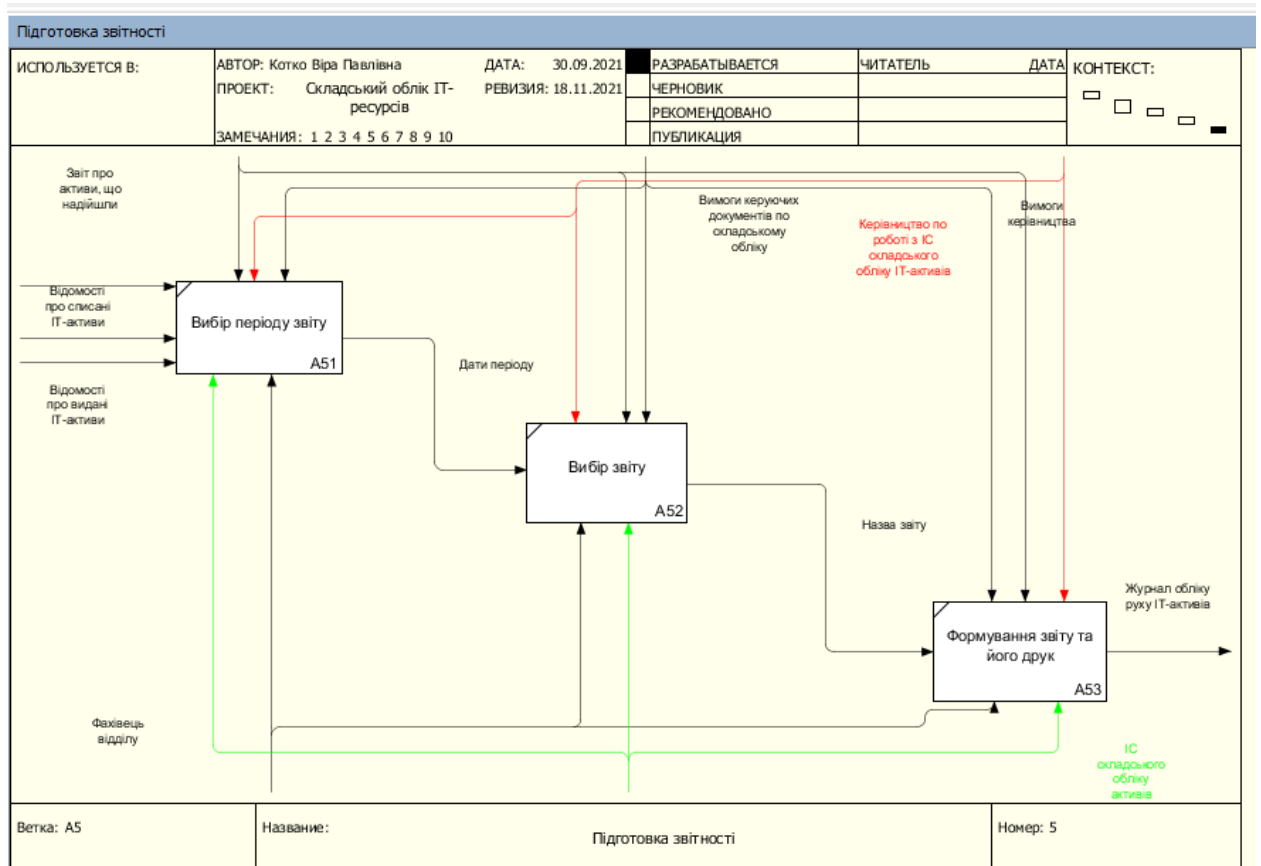 Підготовка звітності
ИСПОЛЬЗУЕТСЯ В:
АВТОР: Котко Віра Павлівна
ДАТА: 30.09.2021
ПРОЕКТ: Складський облік ІТ-
ресурсів
РЕВИЗИЯ: 18.11.2021
ЗАМЕЧАНИЯ: 1 2 3 4 5 6 7 8 9 10
РАЗРАБАТЫВАЕТСЯ
ЧЕРНОВИК
РЕКОМЕНДОВАНО
ПУБЛИКАЦИЯ
ЧИТАТЕЛЬ
ДАТА
КОНТЕКСТ:
Звіт про
активи, що
надійшли
Вимоги керуючих
документів по
складському
обліку
Керівництво по
роботі з ІС
складського
обліку ІТ-активів
Вимоги
керівництва
Відомості
про списані
ІТ-активи
Вибір періоду звіту
A51
Відомості
про видані
ІТ-активи
Дати періоду
Вибір звіту
A52
Назва звіту
Формування звіту та
його друк
A53
Журнал обліку
руху ІТ-активів
Фахівець
відділу
ІС
складського
обліку
активів
Ветка: A5
Название:
Підготовка звітності
Номер: 5